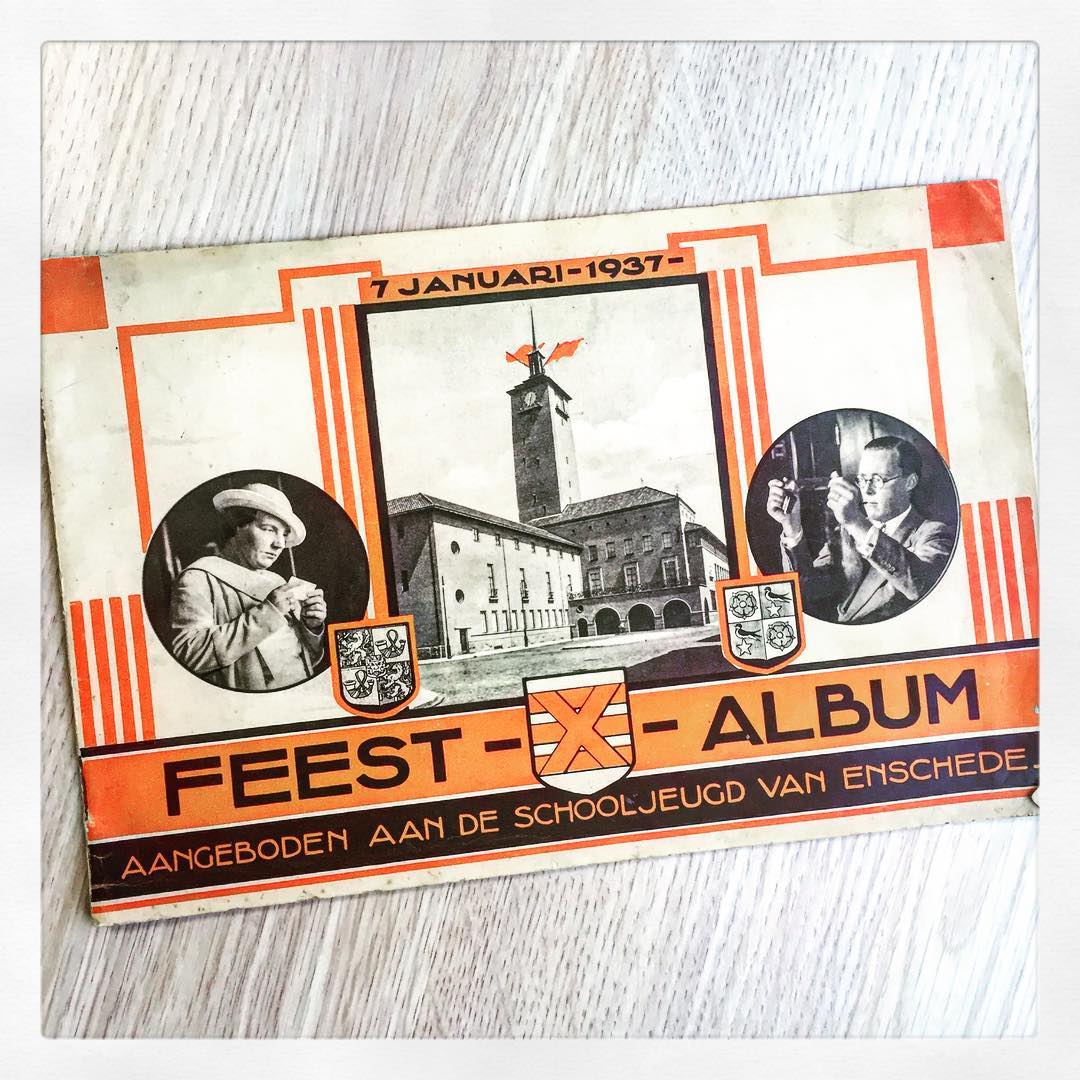 7 JANUARI-1937-
FEEST - X - ALBUM
AANGEBODEN AAN DE SCHOOLJEUGD VAN ENSCHEDE.